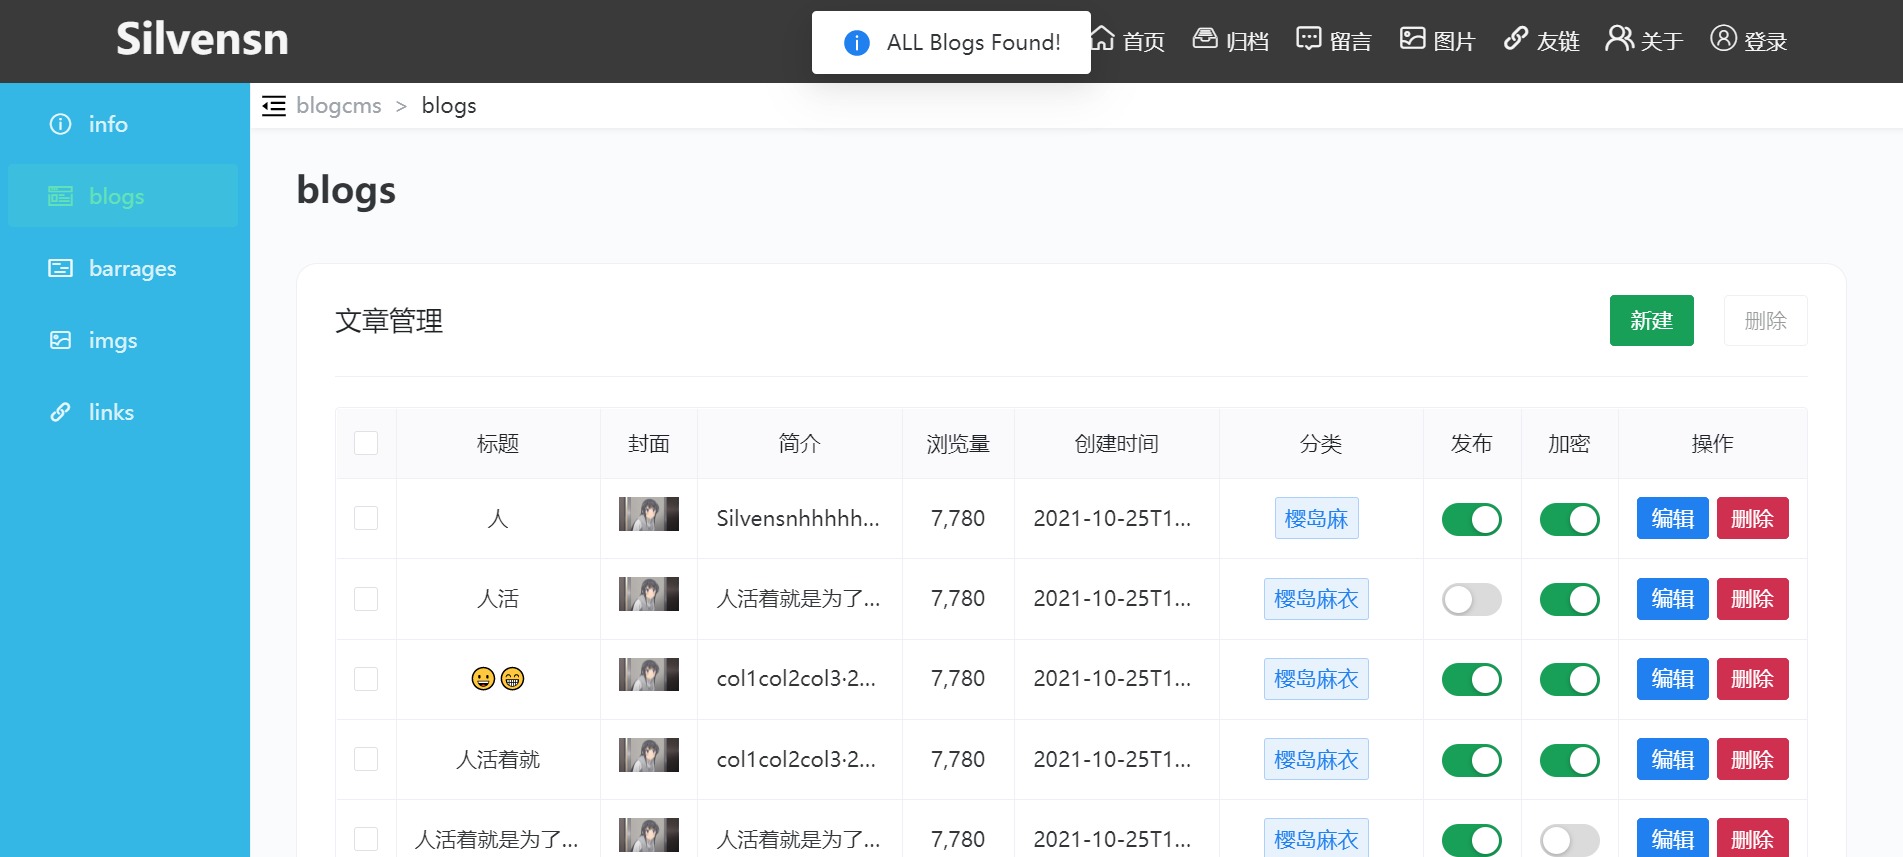 Silvensn
ALL Blogs Found!
首页 归档 留言 图片 友链 关于 登录
info
blogs
barrages
imgs
links
blogcms > blogs
blogs
文章管理 新建 删除
标题 封面 简介 浏览量 创建时间 分类 发布 加密 操作
人 Silvensnhhhhh... 7,780 2021-10-25T1... 樱岛麻 编辑 删除
人活 人活着就是为了... 7,780 2021-10-25T1... 樱岛麻衣 编辑 删除
😀😁 col1col2col3·2... 7,780 2021-10-25T1... 樱岛麻衣 编辑 删除
人活着就 col1col2col3·2... 7,780 2021-10-25T1... 樱岛麻衣 编辑 删除
人活着就是为了... 人活着就是为了... 7,780 2021-10-25T1... 樱岛麻衣 编辑 删除